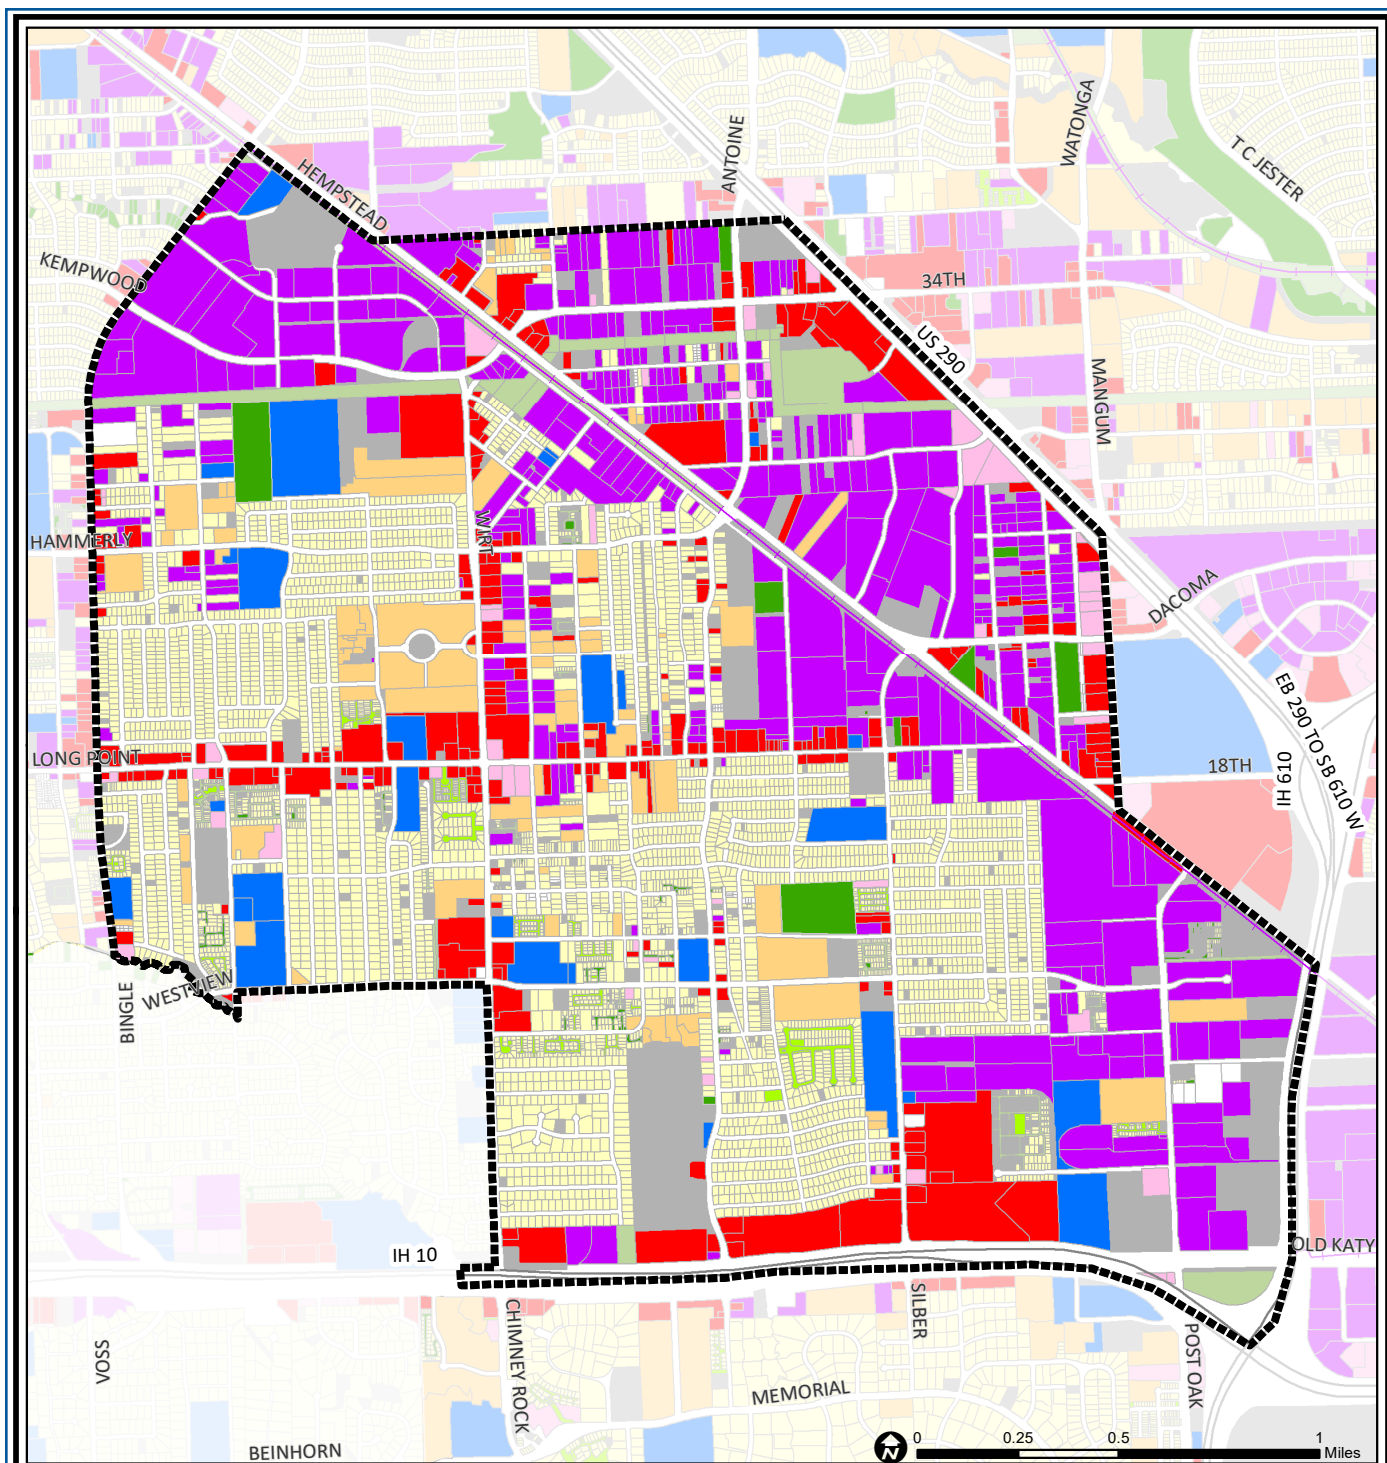 WATONGA
ANTOINE
T C JESTER
HEMPSTEAD
KEMPWOOD
34TH
US 290
MANGUM
WIRT
HAMMERLY
DACOMA
EB 290 TO SB 610 W
LONG POINT
18TH
IH 610
BINGLE
WESTVIEW
IH 10
OLD KATY
SILBER
CHIMNEY ROCK
POST OAK
VOSS
MEMORIAL
BEINHORN
N
0 0.25 0.5 1
Miles